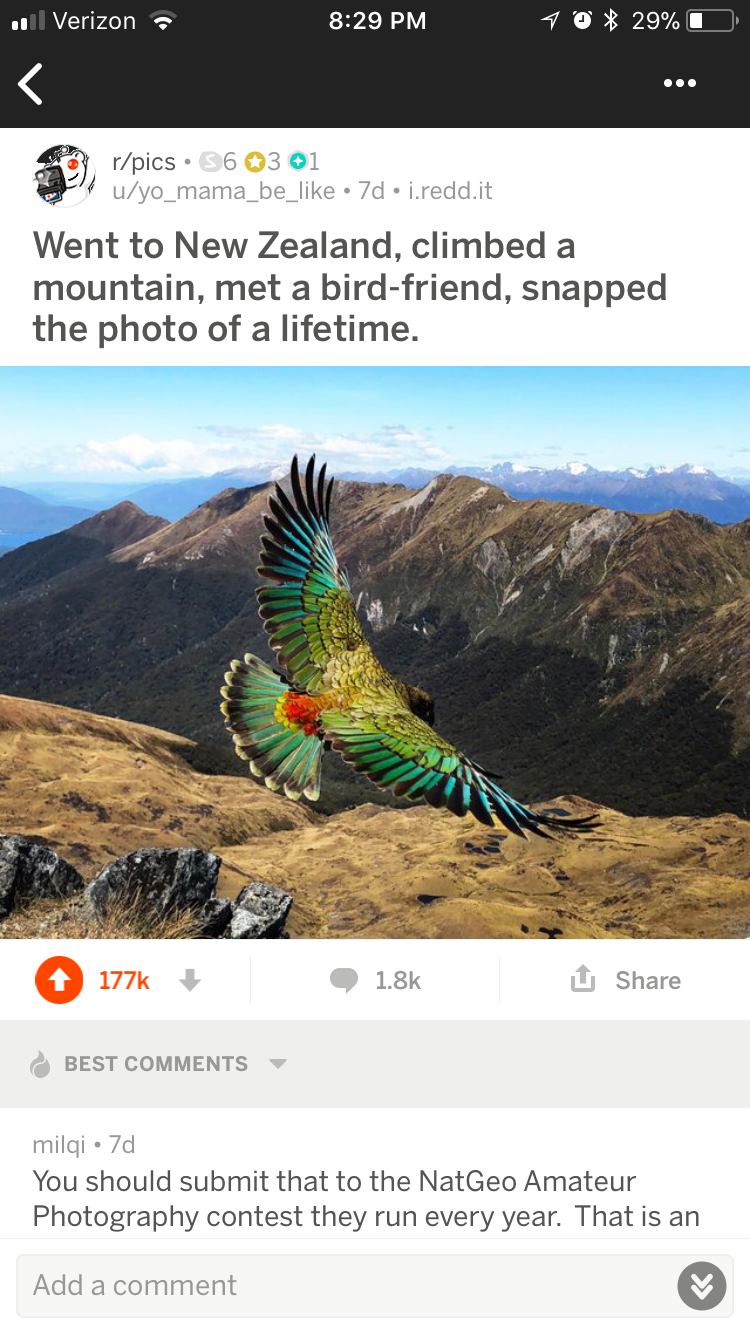 Verizon 8:29 PM 29%
r/pics • S6 3 1
u/yo_mama_be_like • 7d • i.redd.it
Went to New Zealand, climbed a
mountain, met a bird-friend, snapped
the photo of a lifetime.
177k 1.8k Share
BEST COMMENTS
milqi • 7d
You should submit that to the NatGeo Amateur
Photography contest they run every year. That is an
Add a comment